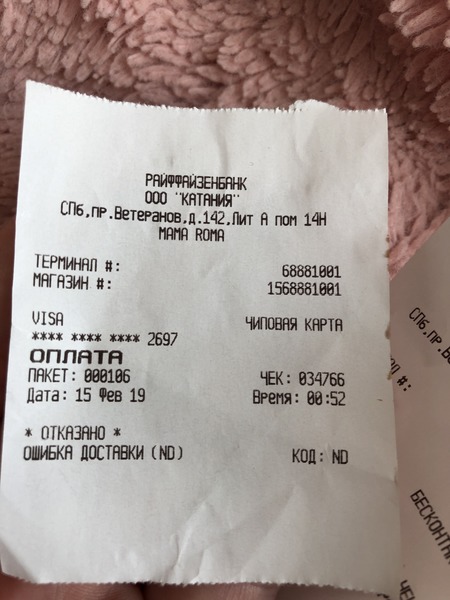 РАЙФФАЙЗЕНБАНК
ООО "КАТАНИЯ"
СПб,пр.Ветеранов,д.142,Лит А пом 14Н
MAMA ROMA
ТЕРМИНАЛ #: 68881001
МАГАЗИН #: 1568881001
VISA ЧИПОВАЯ КАРТА
**** **** **** 2697
ОПЛАТА
ПАКЕТ: 000106 ЧЕК: 034766
Дата: 15 Фев 19 Время: 00:52
* ОТКАЗАНО *
ОШИБКА ДОСТАВКИ (ND) КОД: ND
СПб,пр.
#: